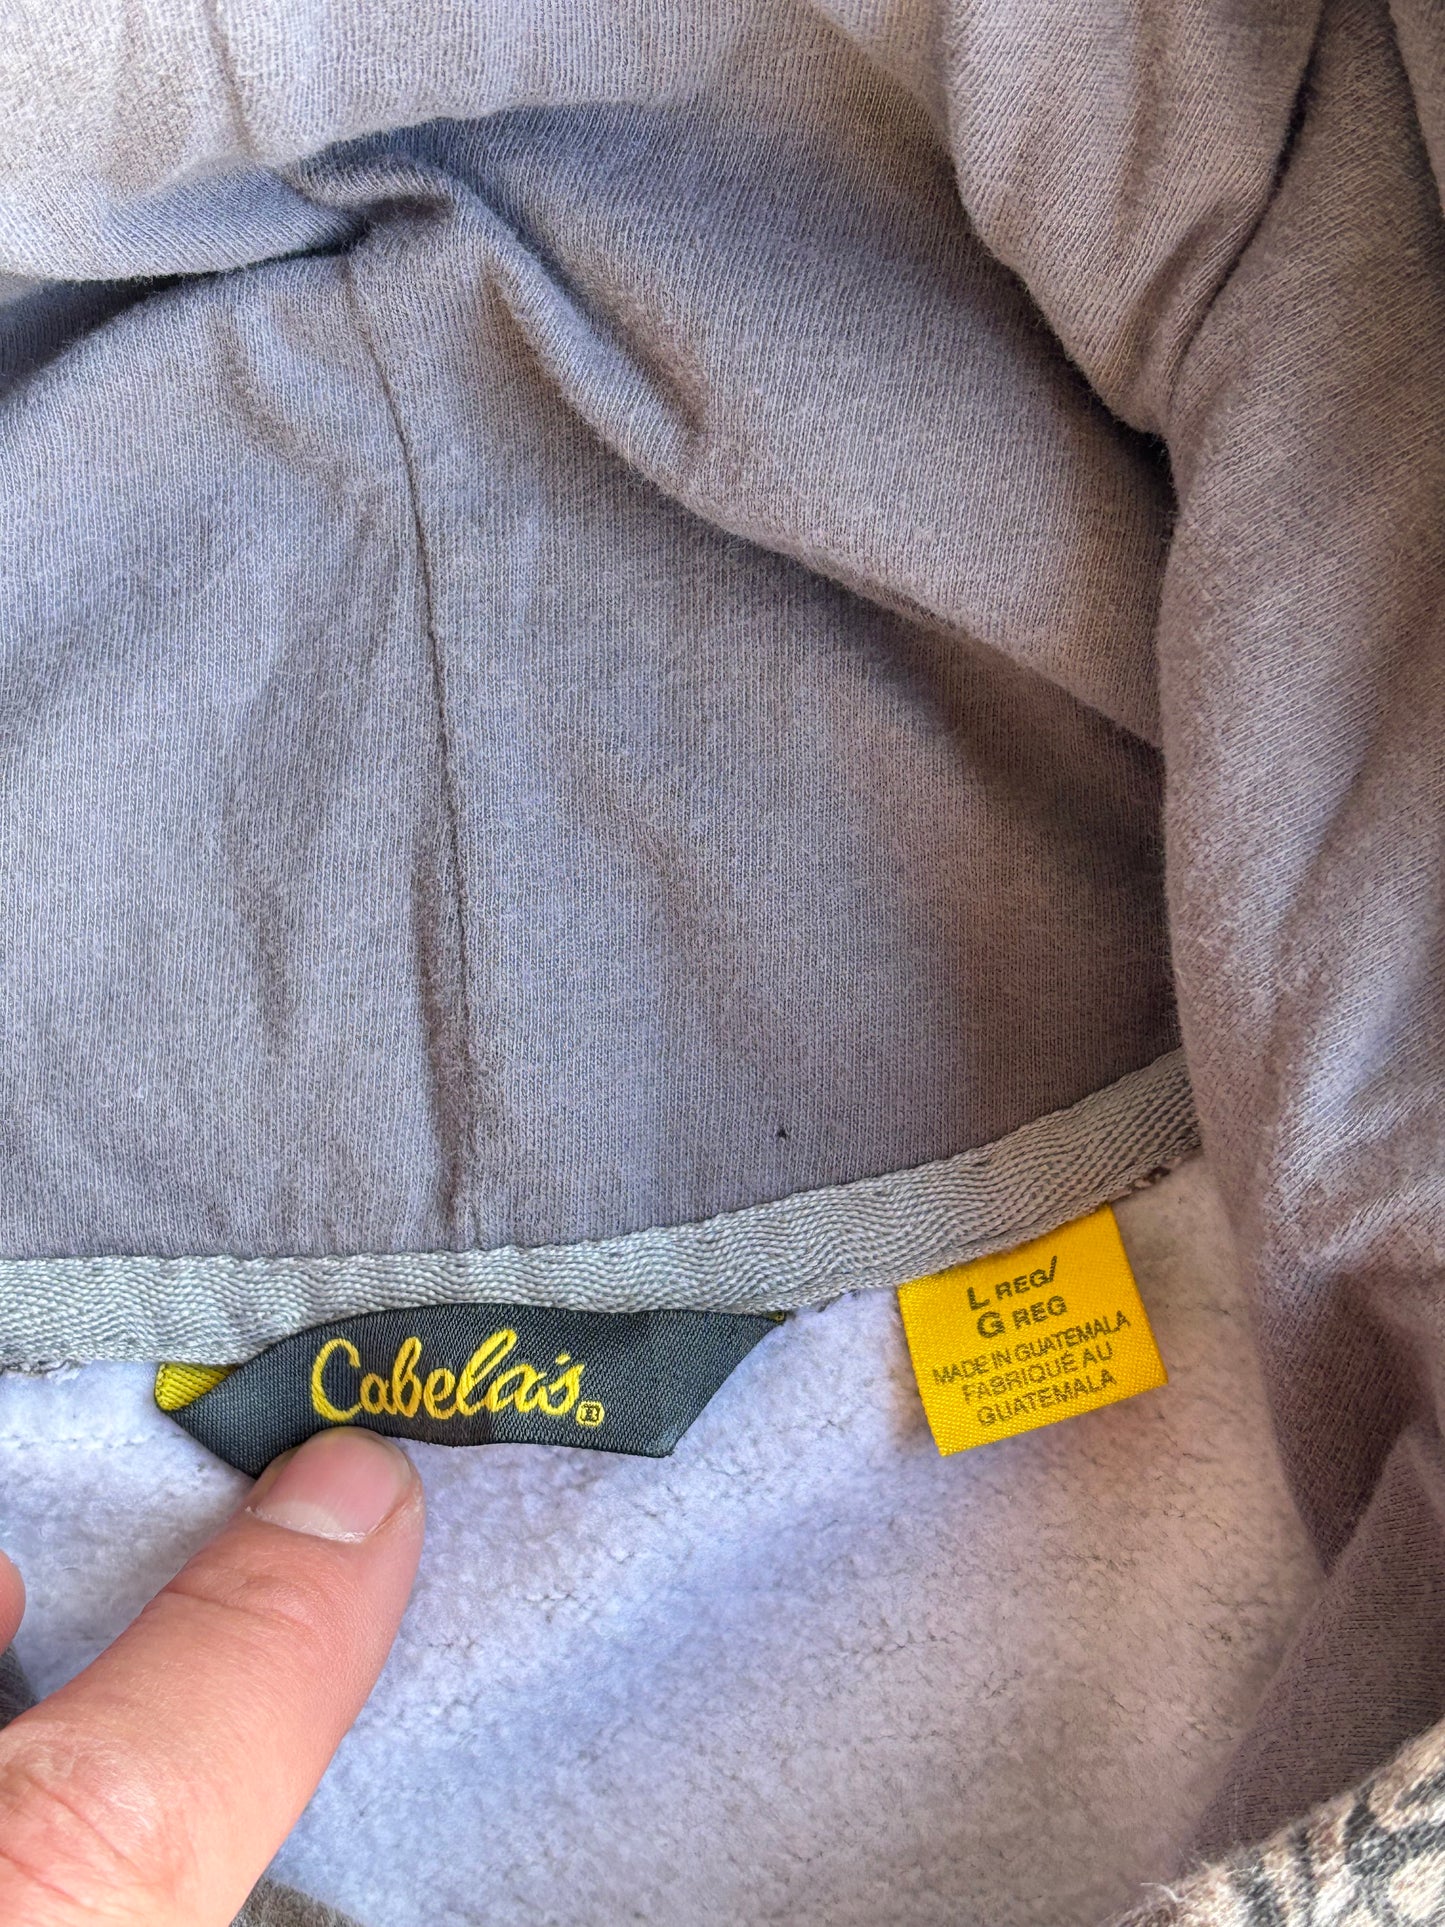 Cabela's®
L REG/
G REG
MADE IN GUATEMALA
FABRIQUÉ AU
GUATEMALA